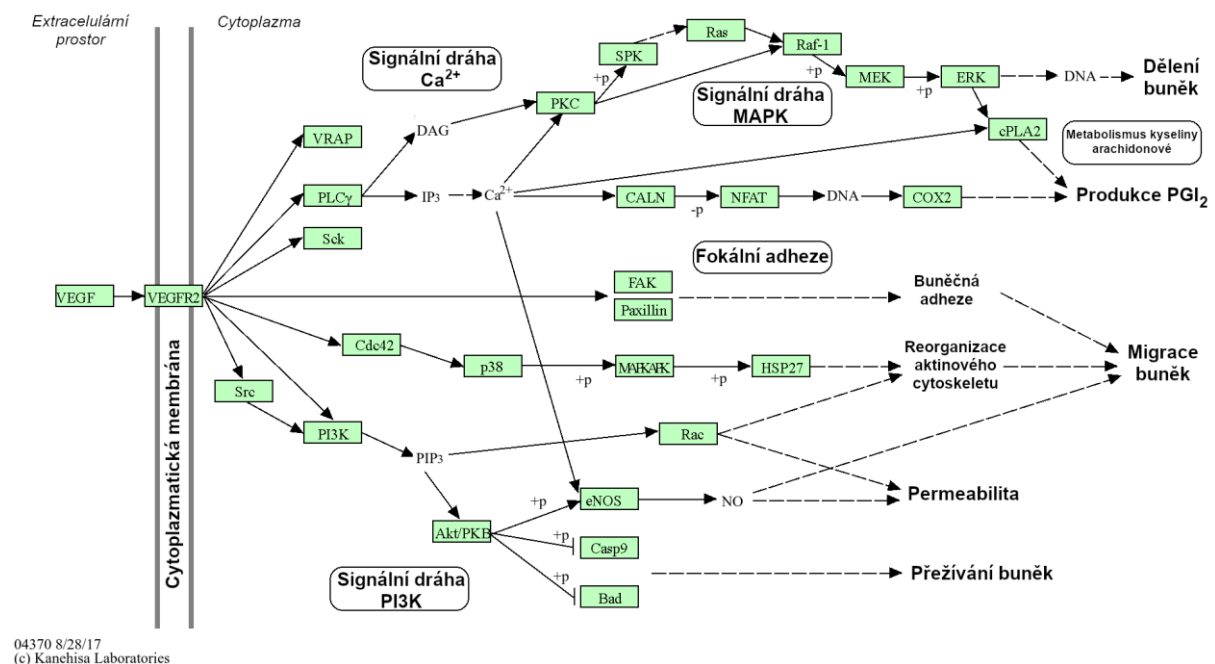 Extracelulární
prostor
Cytoplazma
Signální dráha
Ca2+
Ras
SPK
Raf-1
+p
+p
MEK
ERK
+p
DNA
Dělení
buněk
PKC
Signální dráha
MAPK
VRAP
DAG
cPLA2
Metabolismus kyseliny
arachidonové
PLCγ
IP3
Ca2+
CALN
-p
NFAT
DNA
COX2
Produkce PGI2
Sck
Fokální adheze
VEGF
VEGFR2
FAK
Paxillin
Buněčná
adheze
Cdc42
p38
+p
MAPKAPK
+p
HSP27
Reorganizace
aktinového
cytoskeletu
Migrace
buněk
Src
PI3K
PIP3
Rac
Cytoplazmatická membrána
Akt/PKB
+p
eNOS
NO
Permeabilita
+p
Casp9
+p
Bad
Přežívání buněk
Signální dráha
PI3K
04370 8/28/17
(c) Kanehisa Laboratories